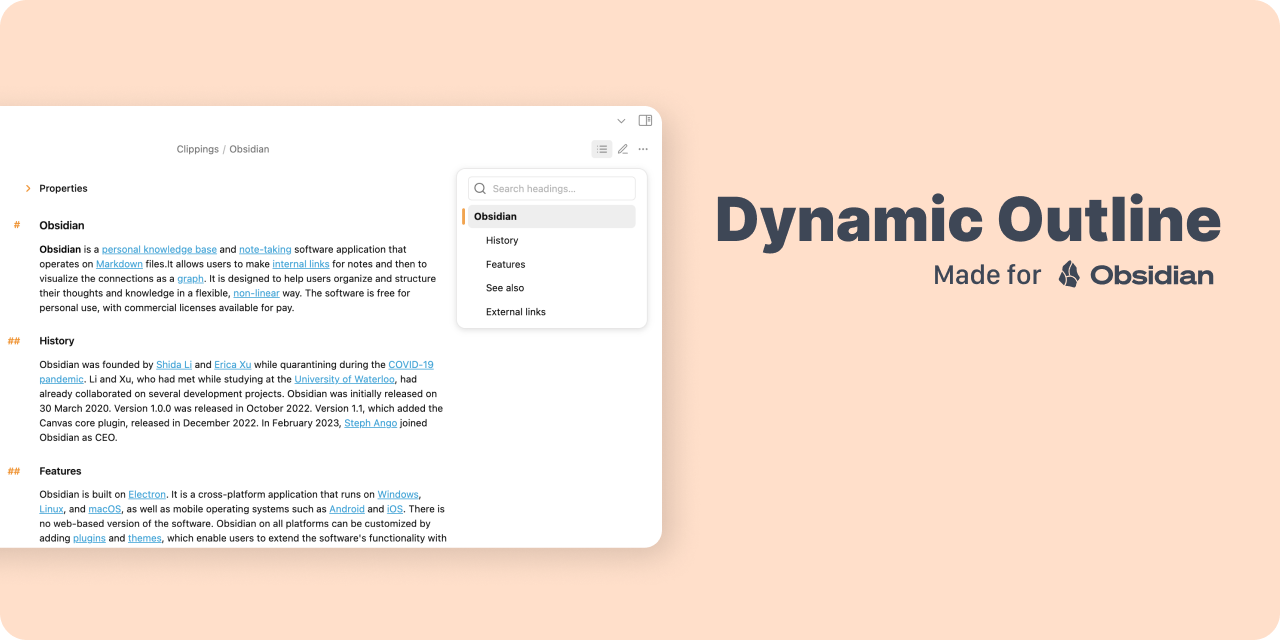 Clippings / Obsidian
Properties
# Obsidian
Obsidian is a personal knowledge base and note-taking software application that
operates on Markdown files.It allows users to make internal links for notes and then to
visualize the connections as a graph. It is designed to help users organize and structure
their thoughts and knowledge in a flexible, non-linear way. The software is free for
personal use, with commercial licenses available for pay.
## History
Obsidian was founded by Shida Li and Erica Xu while quarantining during the COVID-19
pandemic. Li and Xu, who had met while studying at the University of Waterloo, had
already collaborated on several development projects. Obsidian was initially released on
30 March 2020. Version 1.0.0 was released in October 2022. Version 1.1, which added the
Canvas core plugin, released in December 2022. In February 2023, Steph Ango joined
Obsidian as CEO.
## Features
Obsidian is built on Electron. It is a cross-platform application that runs on Windows,
Linux, and macOS, as well as mobile operating systems such as Android and iOS. There is
no web-based version of the software. Obsidian on all platforms can be customized by
adding plugins and themes, which enable users to extend the software's functionality with
Search headings...
Obsidian
History
Features
See also
External links
Dynamic Outline
Made for Obsidian